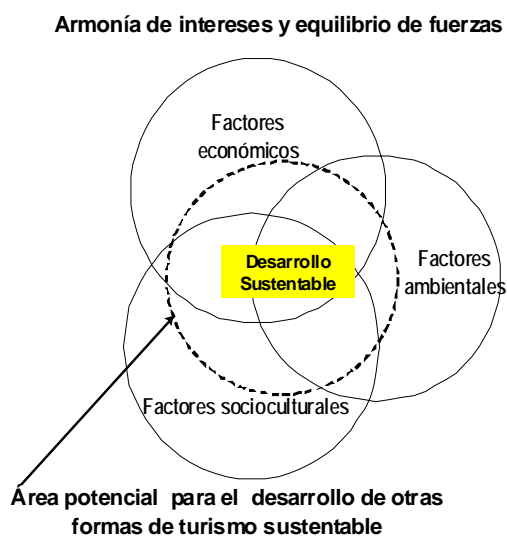 Armonía de intereses y equilibrio de fuerzas
Factores
económicos
Desarrollo
Sustentable
Factores
ambientales
Factores socioculturales
Área potencial para el desarrollo de otras
formas de turismo sustentable